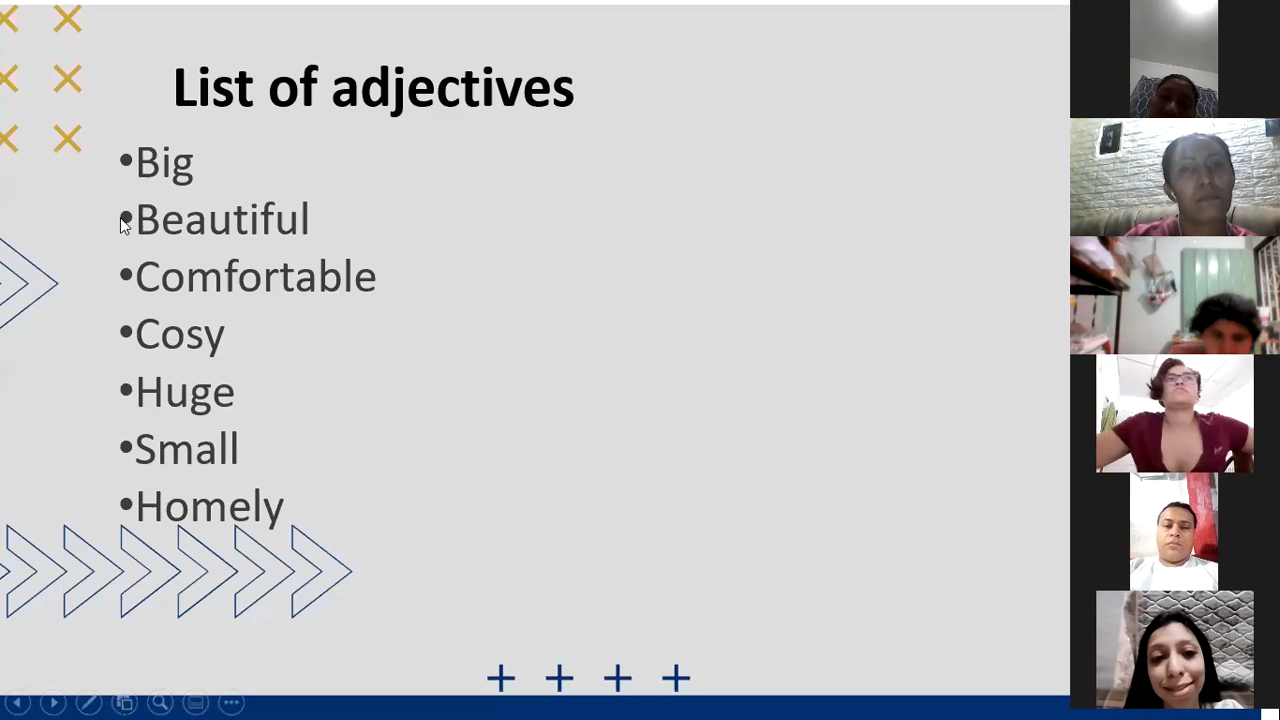 List of adjectives
•Big
•Beautiful
•Comfortable
•Cosy
•Huge
•Small
•Homely